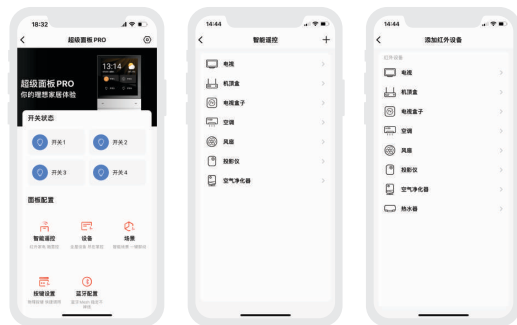 18:32
超级面板 PRO
13:14
超级面板 PRO
你的理想家居体验
开关状态
开关1
开关2
开关3
开关4
面板配置
智能遥控
设备
场景
按键设置
蓝牙配置
14:44
智能遥控
电视
机顶盒
电视盒子
空调
风扇
投影仪
空气净化器
14:44
添加红外设备
红外设备
电视
机顶盒
电视盒子
空调
风扇
投影仪
空气净化器
热水器